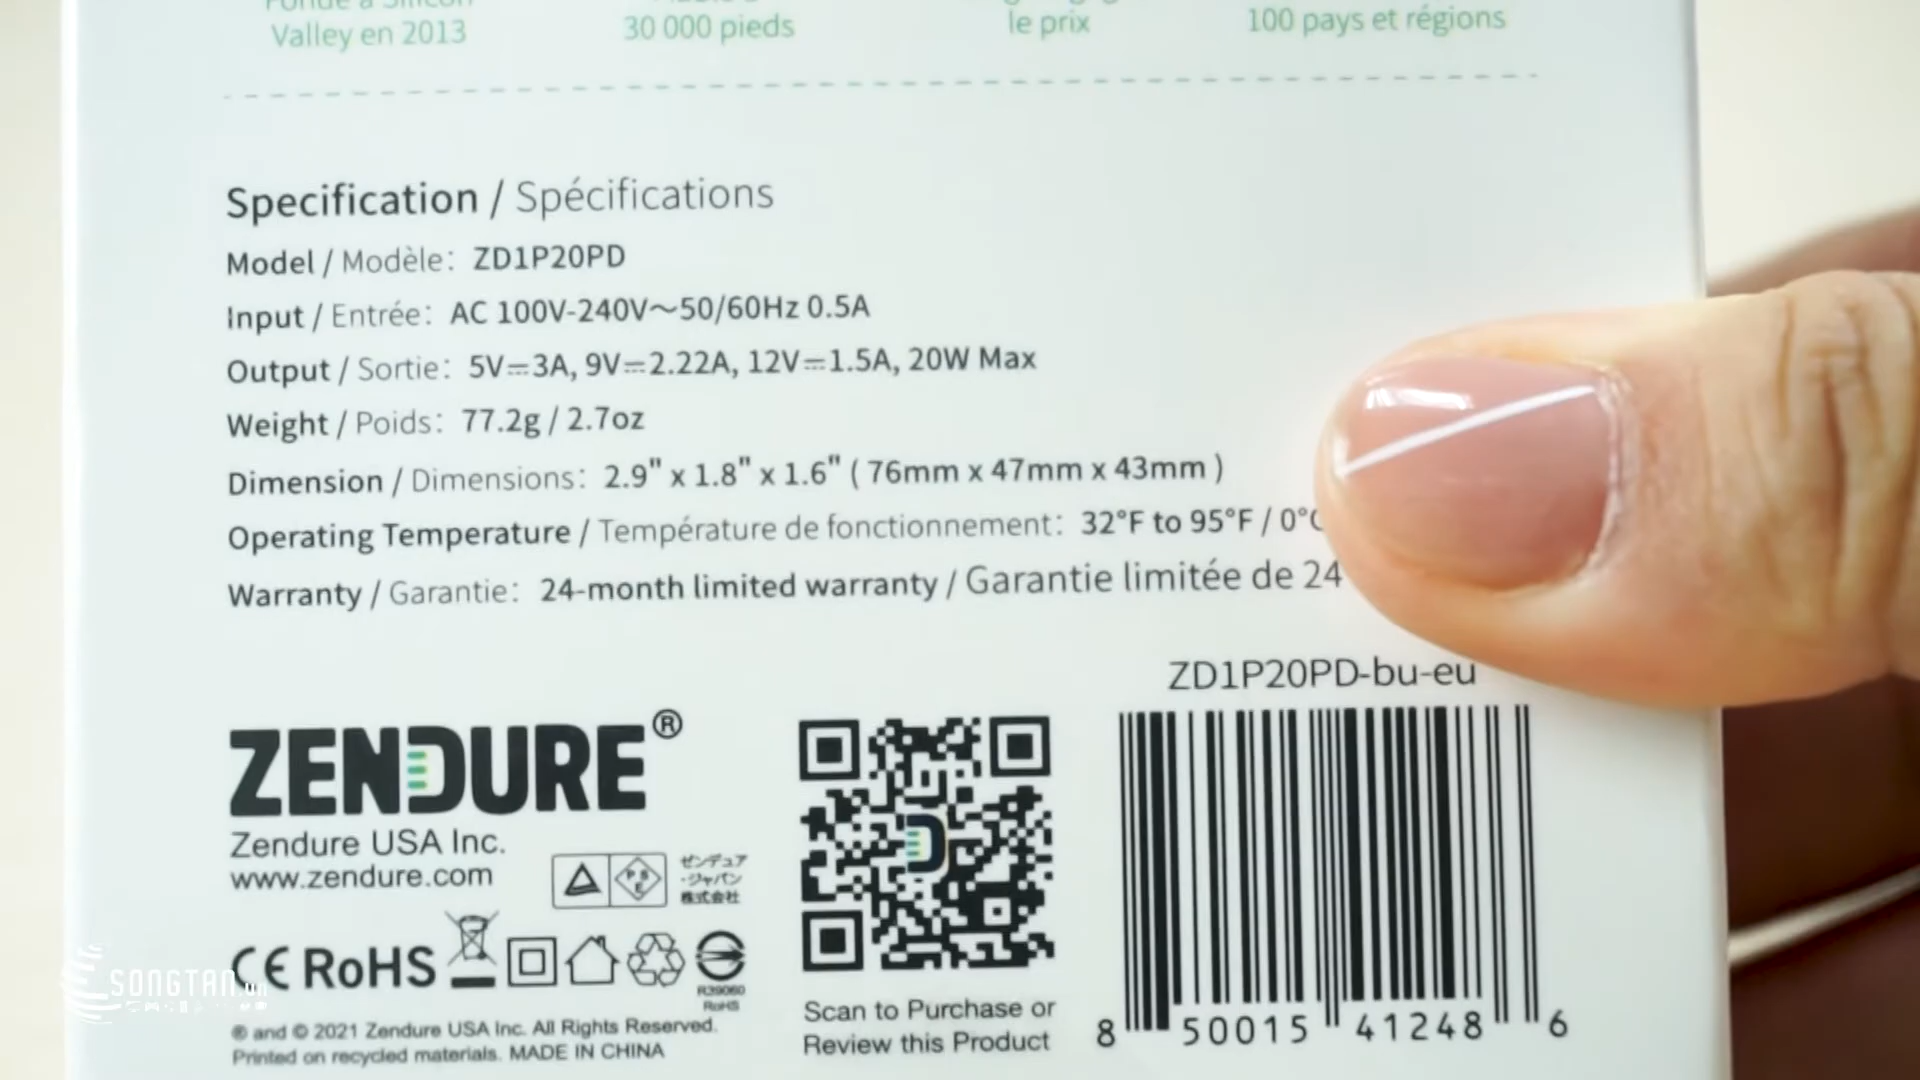 Fondé à Silicon
Valley en 2013
30 000 pieds
le prix
100 pays et régions
Specification / Spécifications
Model / Modèle: ZD1P20PD
Input / Entrée: AC 100V-240V～50/60Hz 0.5A
Output / Sortie: 5V⎓3A, 9V⎓2.22A, 12V⎓1.5A, 20W Max
Weight / Poids: 77.2g / 2.7oz
Dimension / Dimensions: 2.9" x 1.8" x 1.6" ( 76mm x 47mm x 43mm )
Operating Temperature / Température de fonctionnement: 32°F to 95°F / 0°C
Warranty / Garantie: 24-month limited warranty / Garantie limitée de 24
ZD1P20PD-bu-eu
ZENDURE®
Zendure USA Inc.
www.zendure.com
PSE
ゼンデュア
・ジャパン
株式会社
CE RoHS
R39060
RoHS
® and © 2021 Zendure USA Inc. All Rights Reserved.
Printed on recycled materials. MADE IN CHINA
Scan to Purchase or
Review this Product
8 50015 41248 6
SONGTAN.vn